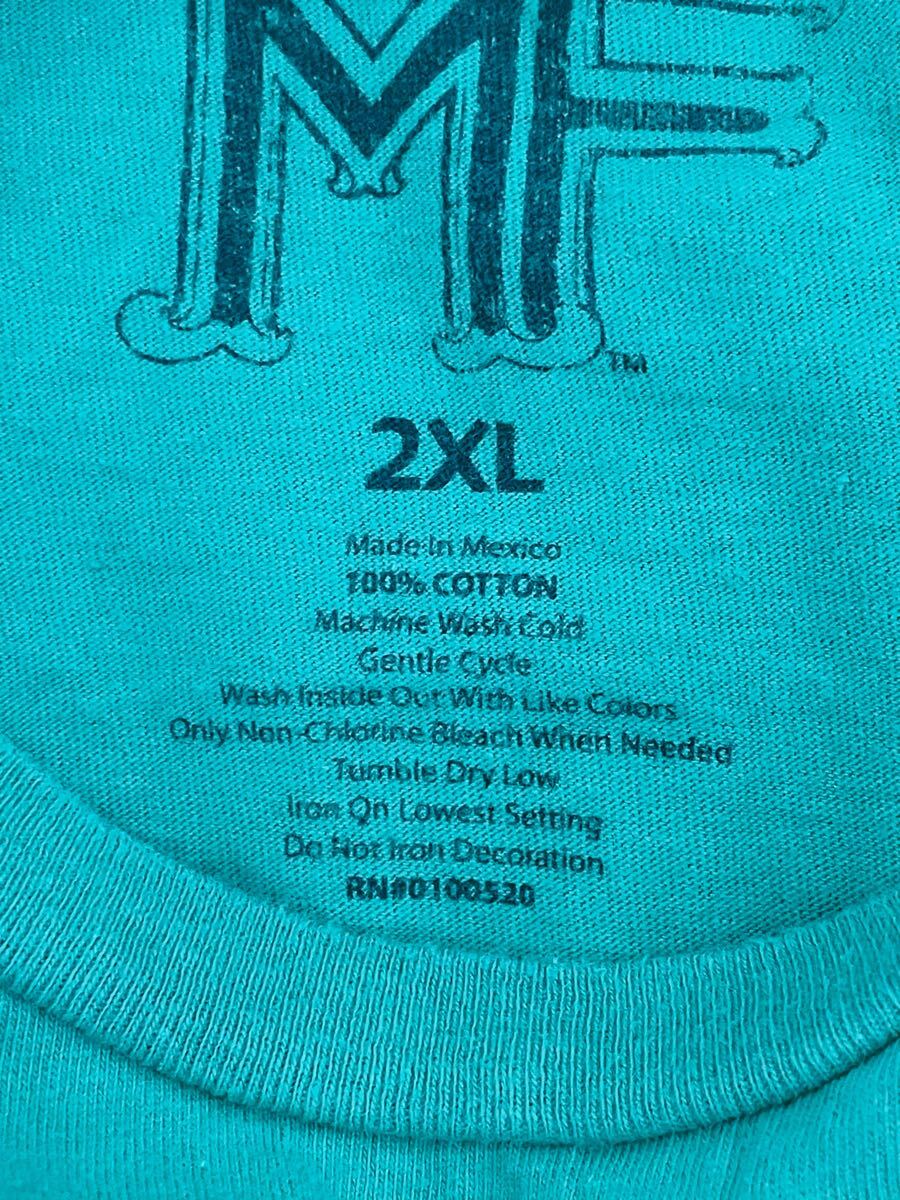 ME
TM
2XL
Made In Mexico
100% COTTON
Machine Wash Cold
Gentle Cycle
Wash Inside Out With Like Colors
Only Non-Chlorine Bleach When Needed
Tumble Dry Low
Iron On Lowest Setting
Do Not Iron Decoration
RN#0100520